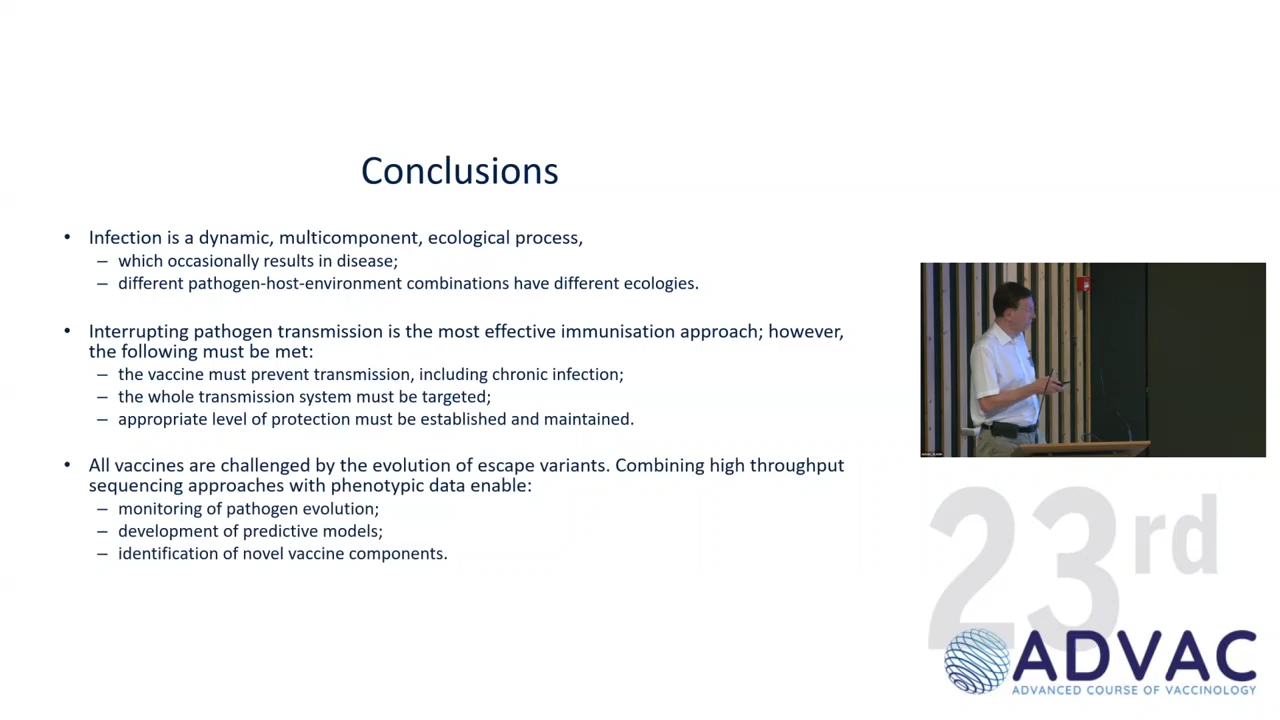 Conclusions
• Infection is a dynamic, multicomponent, ecological process,
– which occasionally results in disease;
– different pathogen-host-environment combinations have different ecologies.
• Interrupting pathogen transmission is the most effective immunisation approach; however,
the following must be met:
– the vaccine must prevent transmission, including chronic infection;
– the whole transmission system must be targeted;
– appropriate level of protection must be established and maintained.
• All vaccines are challenged by the evolution of escape variants. Combining high throughput
sequencing approaches with phenotypic data enable:
– monitoring of pathogen evolution;
– development of predictive models;
– identification of novel vaccine components.
23rd
ADVAC
ADVANCED COURSE OF VACCINOLOGY